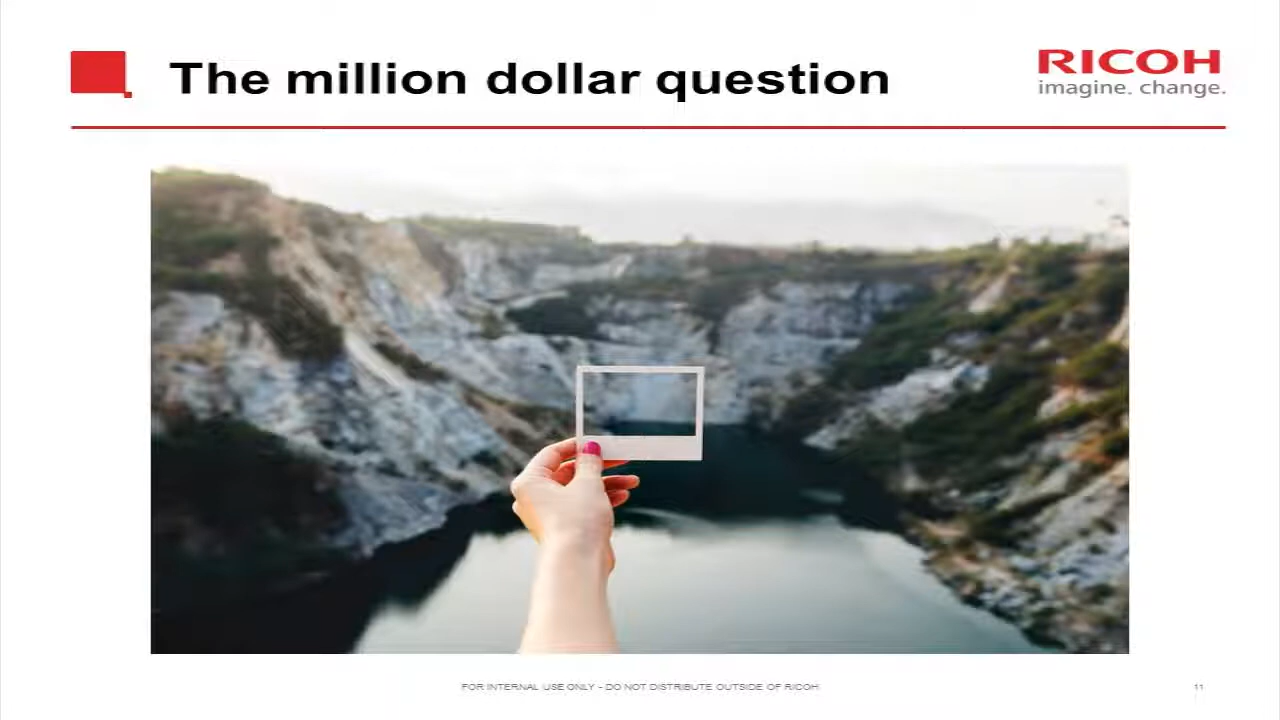 The million dollar question
RICOH
imagine. change.
FOR INTERNAL USE ONLY - DO NOT DISTRIBUTE OUTSIDE OF RICOH
11